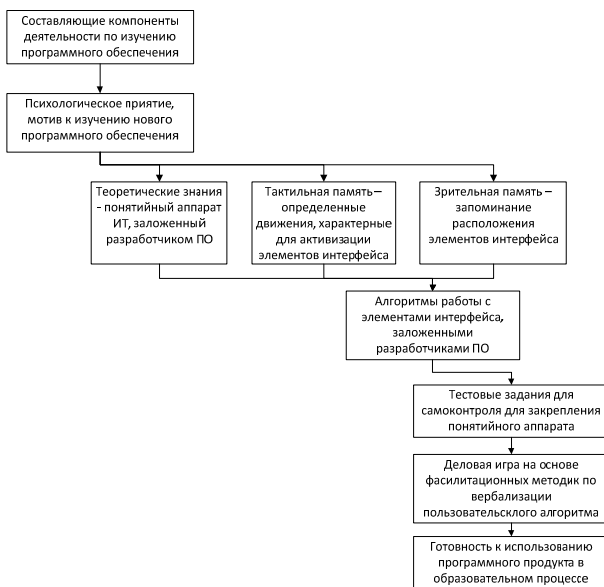 Составляющие компоненты
деятельности по изучению
программного обеспечения
Психологическое приятие,
мотив к изучению нового
программного обеспечения
Теоретические знания
- понятийный аппарат
ИТ, заложенный
разработчиком ПО
Тактильная память –
определенные
движения, характерные
для активизации
элементов интерфейса
Зрительная память –
запоминание
расположения
элементов интерфейса
Алгоритмы работы с
элементами интерфейса,
заложенными
разработчиками ПО
Тестовые задания для
самоконтроля для закрепления
понятийного аппарата
Деловая игра на основе
фасилитационных методик по
вербализации
пользовательсклого алгоритма
Готовность к использованию
программного продукта в
образовательном процессе